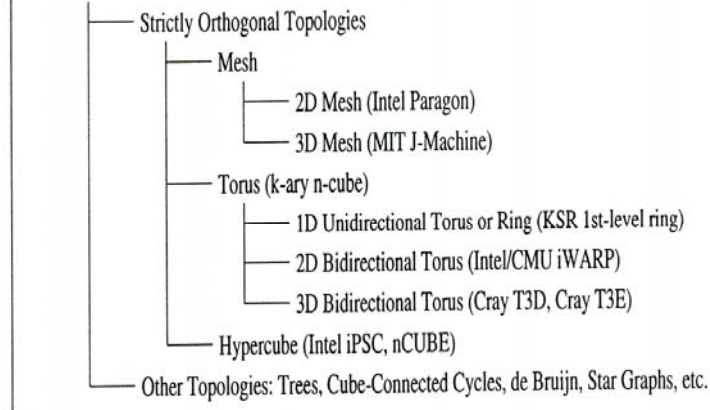 Strictly Orthogonal Topologies
Mesh
2D Mesh (Intel Paragon)
3D Mesh (MIT J-Machine)
Torus (k-ary n-cube)
1D Unidirectional Torus or Ring (KSR 1st-level ring)
2D Bidirectional Torus (Intel/CMU iWARP)
3D Bidirectional Torus (Cray T3D, Cray T3E)
Hypercube (Intel iPSC, nCUBE)
Other Topologies: Trees, Cube-Connected Cycles, de Bruijn, Star Graphs, etc.